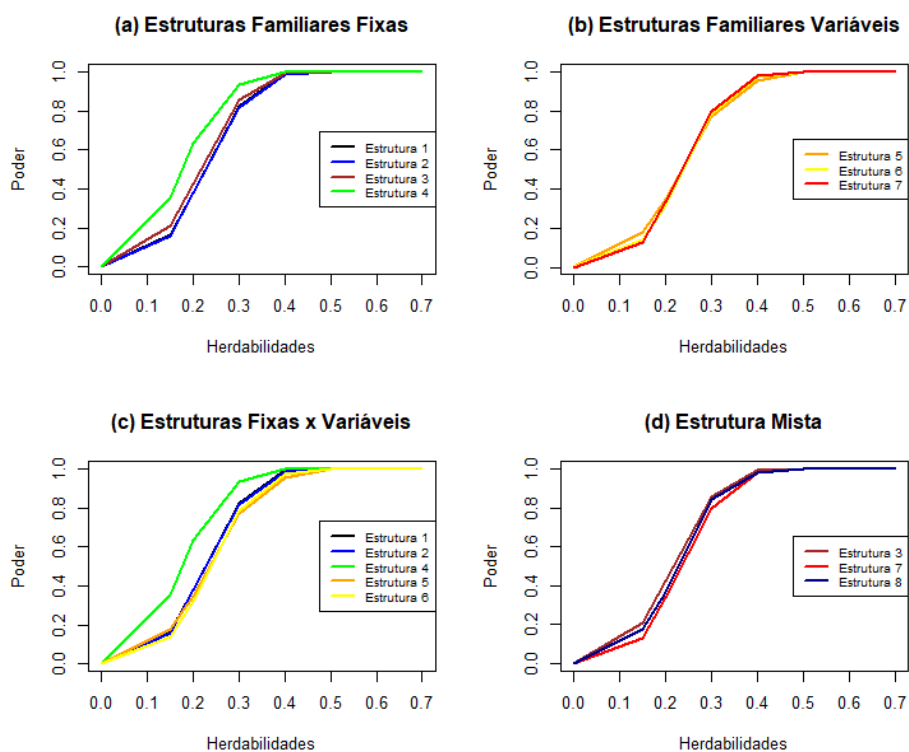 (a) Estruturas Familiares Fixas
Poder
0.0 0.2 0.4 0.6 0.8 1.0
Estrutura 1
Estrutura 2
Estrutura 3
Estrutura 4
0.0 0.1 0.2 0.3 0.4 0.5 0.6 0.7
Herdabilidades
(b) Estruturas Familiares Variáveis
Poder
0.0 0.2 0.4 0.6 0.8 1.0
Estrutura 5
Estrutura 6
Estrutura 7
0.0 0.1 0.2 0.3 0.4 0.5 0.6 0.7
Herdabilidades
(c) Estruturas Fixas x Variáveis
Poder
0.0 0.2 0.4 0.6 0.8 1.0
Estrutura 1
Estrutura 2
Estrutura 4
Estrutura 5
Estrutura 6
0.0 0.1 0.2 0.3 0.4 0.5 0.6 0.7
Herdabilidades
(d) Estrutura Mista
Poder
0.0 0.2 0.4 0.6 0.8 1.0
Estrutura 3
Estrutura 7
Estrutura 8
0.0 0.1 0.2 0.3 0.4 0.5 0.6 0.7
Herdabilidades